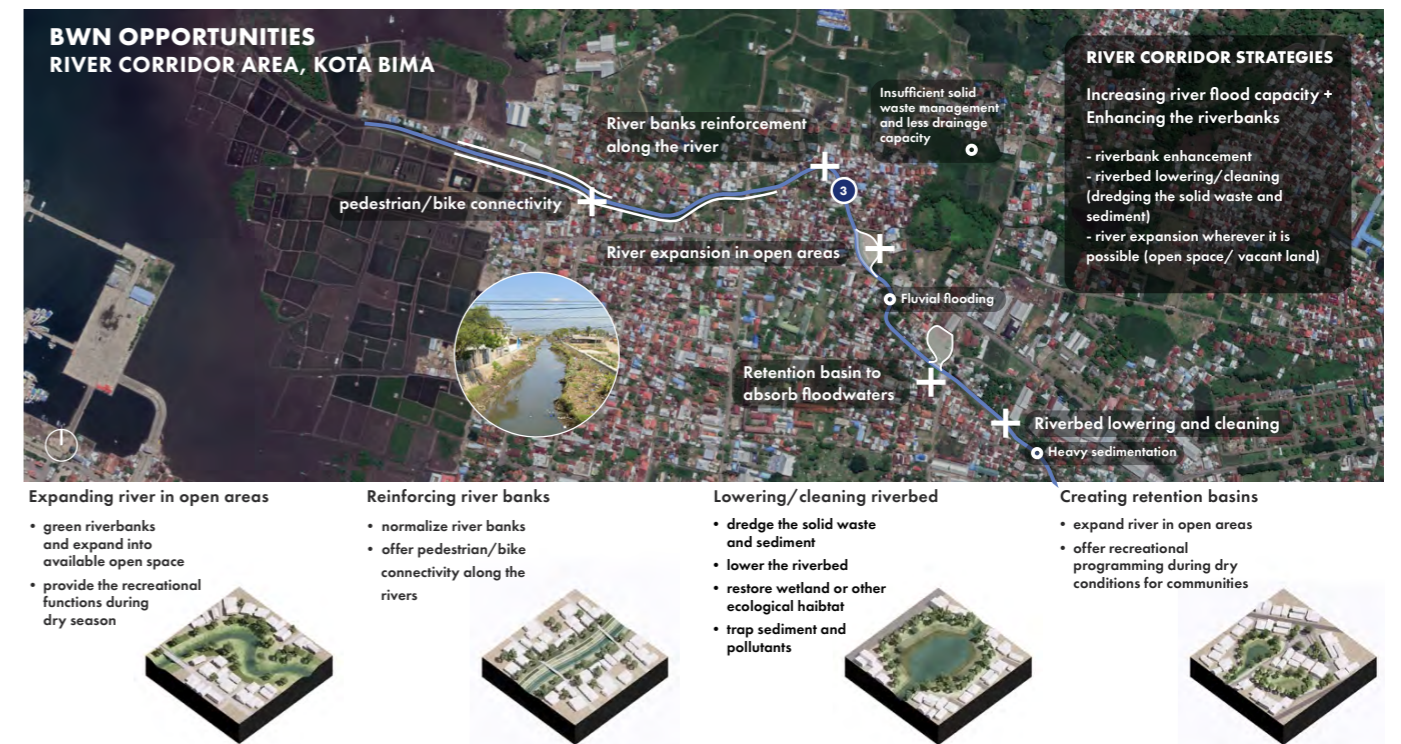 BWN OPPORTUNITIES
RIVER CORRIDOR AREA, KOTA BIMA
River banks reinforcement
along the river
Insufficient solid
waste management
and less drainage
capacity
pedestrian/bike connectivity
3
River expansion in open areas
Fluvial flooding
Retention basin to
absorb floodwaters
Riverbed lowering and cleaning
Heavy sedimentation
RIVER CORRIDOR STRATEGIES
Increasing river flood capacity +
Enhancing the riverbanks
- riverbank enhancement
- riverbed lowering/cleaning
(dredging the solid waste and
sediment)
- river expansion wherever it is
possible (open space/ vacant land)
Expanding river in open areas
• green riverbanks
and expand into
available open space
• provide the recreational
functions during
dry season
Reinforcing river banks
• normalize river banks
• offer pedestrian/bike
connectivity along the
rivers
Lowering/cleaning riverbed
• dredge the solid waste
and sediment
• lower the riverbed
• restore wetland or other
ecological haibtat
• trap sediment and
pollutants
Creating retention basins
• expand river in open areas
• offer recreational
programming during dry
conditions for communities